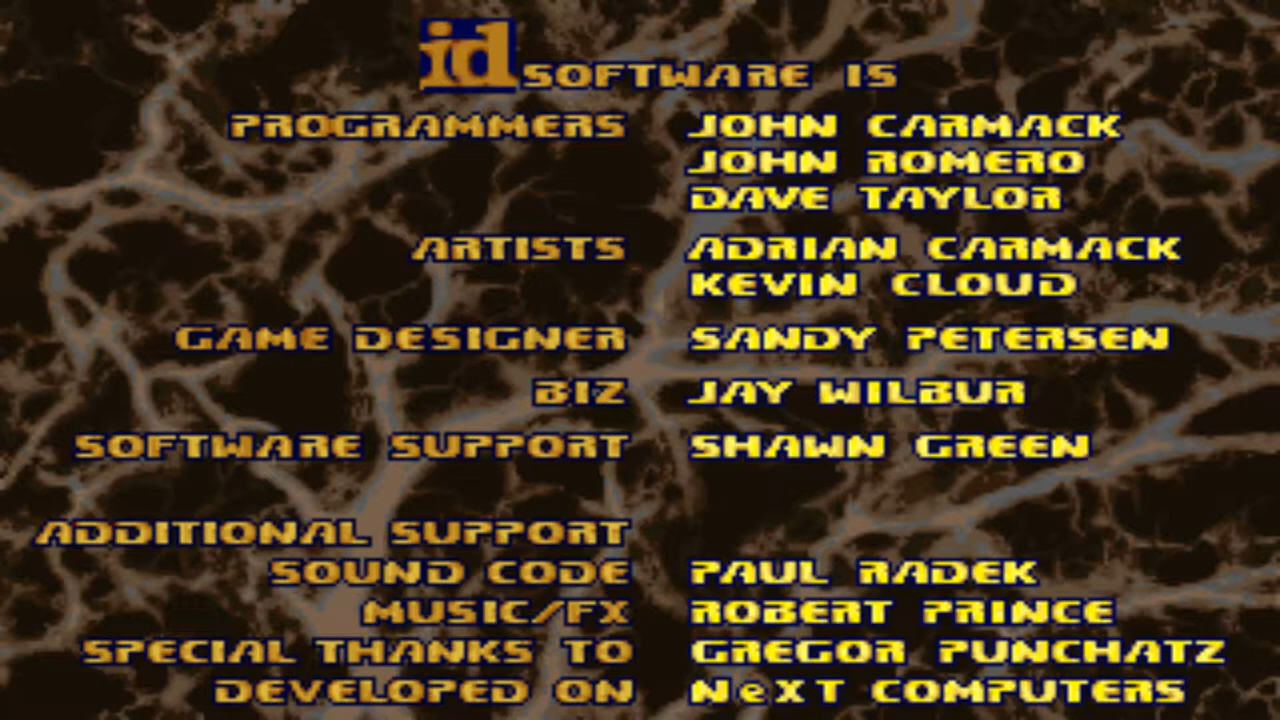 id SOFTWARE IS
PROGRAMMERS JOHN CARMACK
JOHN ROMERO
DAVE TAYLOR
ARTISTS ADRIAN CARMACK
KEVIN CLOUD
GAME DESIGNER SANDY PETERSEN
BIZ JAY WILBUR
SOFTWARE SUPPORT SHAWN GREEN
ADDITIONAL SUPPORT
SOUND CODE PAUL RADEK
MUSIC/FX ROBERT PRINCE
SPECIAL THANKS TO GREGOR PUNCHATZ
DEVELOPED ON NeXT COMPUTERS